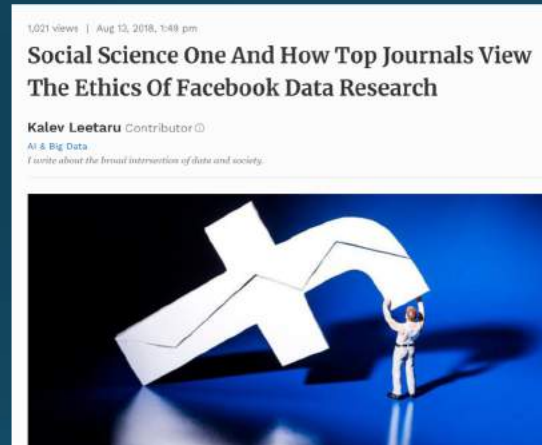 1,021 views | Aug 13, 2018, 1:49 pm
Social Science One And How Top Journals View
The Ethics Of Facebook Data Research
Kalev Leetaru Contributor
AI & Big Data
I write about the broad intersection of data and society.